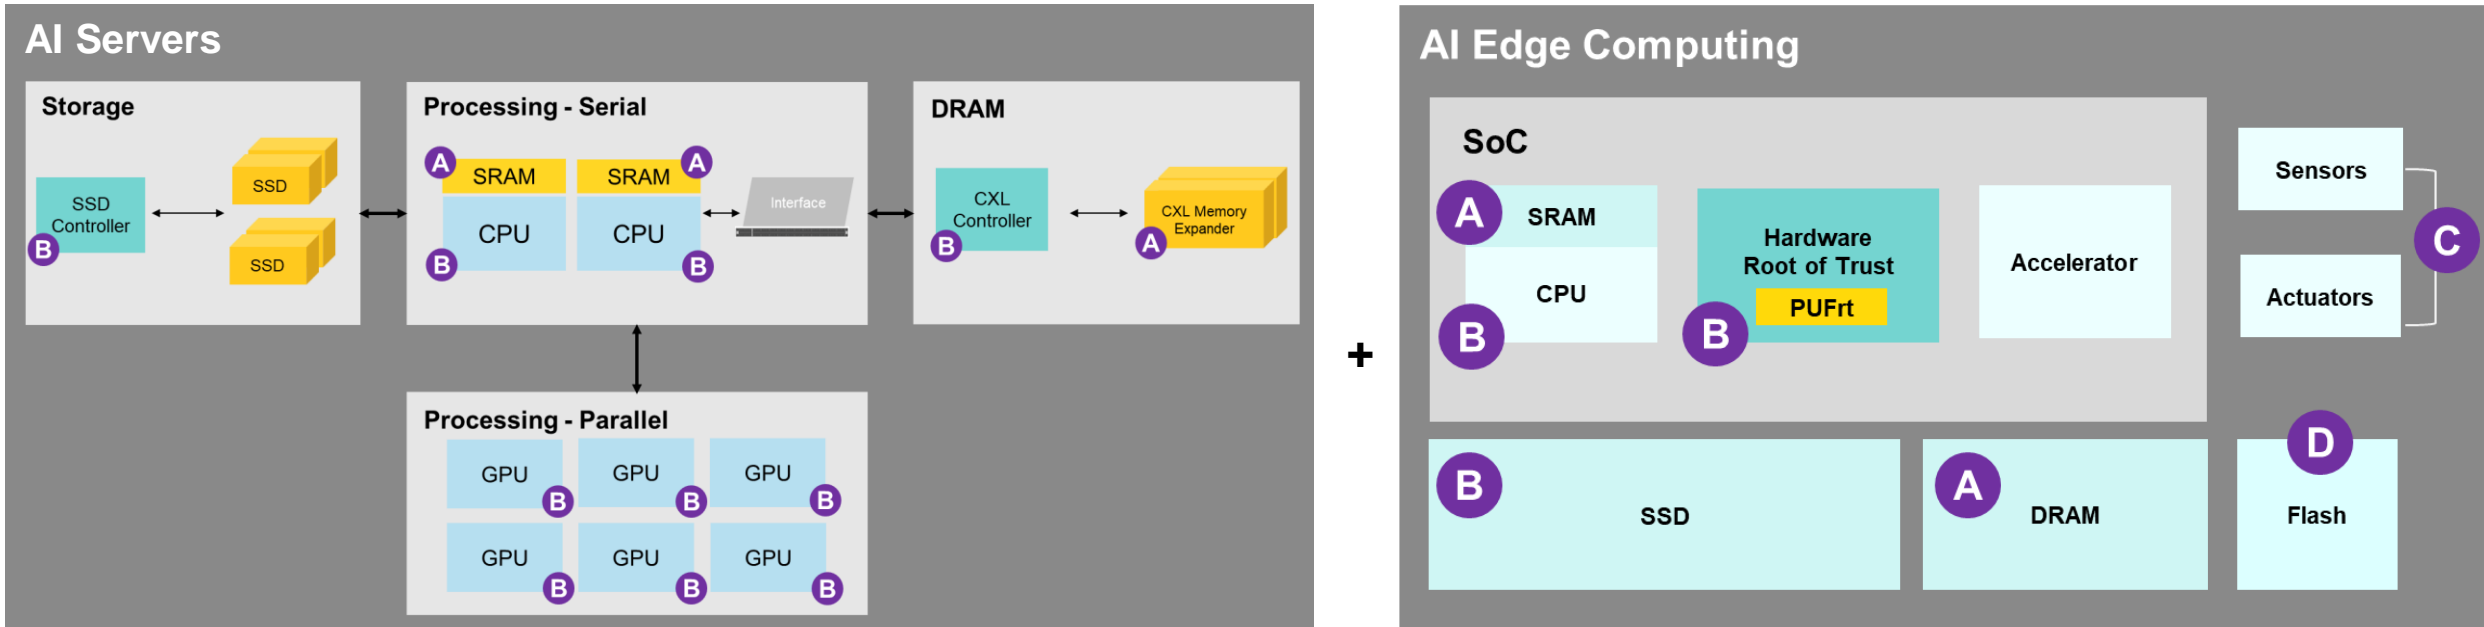 AI Servers
Storage
SSD
Controller
B
SSD
SSD
Processing - Serial
A
SRAM
SRAM
A
CPU
CPU
B
B
Interface
DRAM
CXL
Controller
B
CXL Memory
Expander
A
Processing - Parallel
GPU
B
GPU
B
GPU
B
GPU
B
GPU
B
GPU
B
+
AI Edge Computing
SoC
A
SRAM
CPU
B
Hardware
Root of Trust
PUFrt
B
Accelerator
Sensors
Actuators
C
B
SSD
A
DRAM
D
Flash